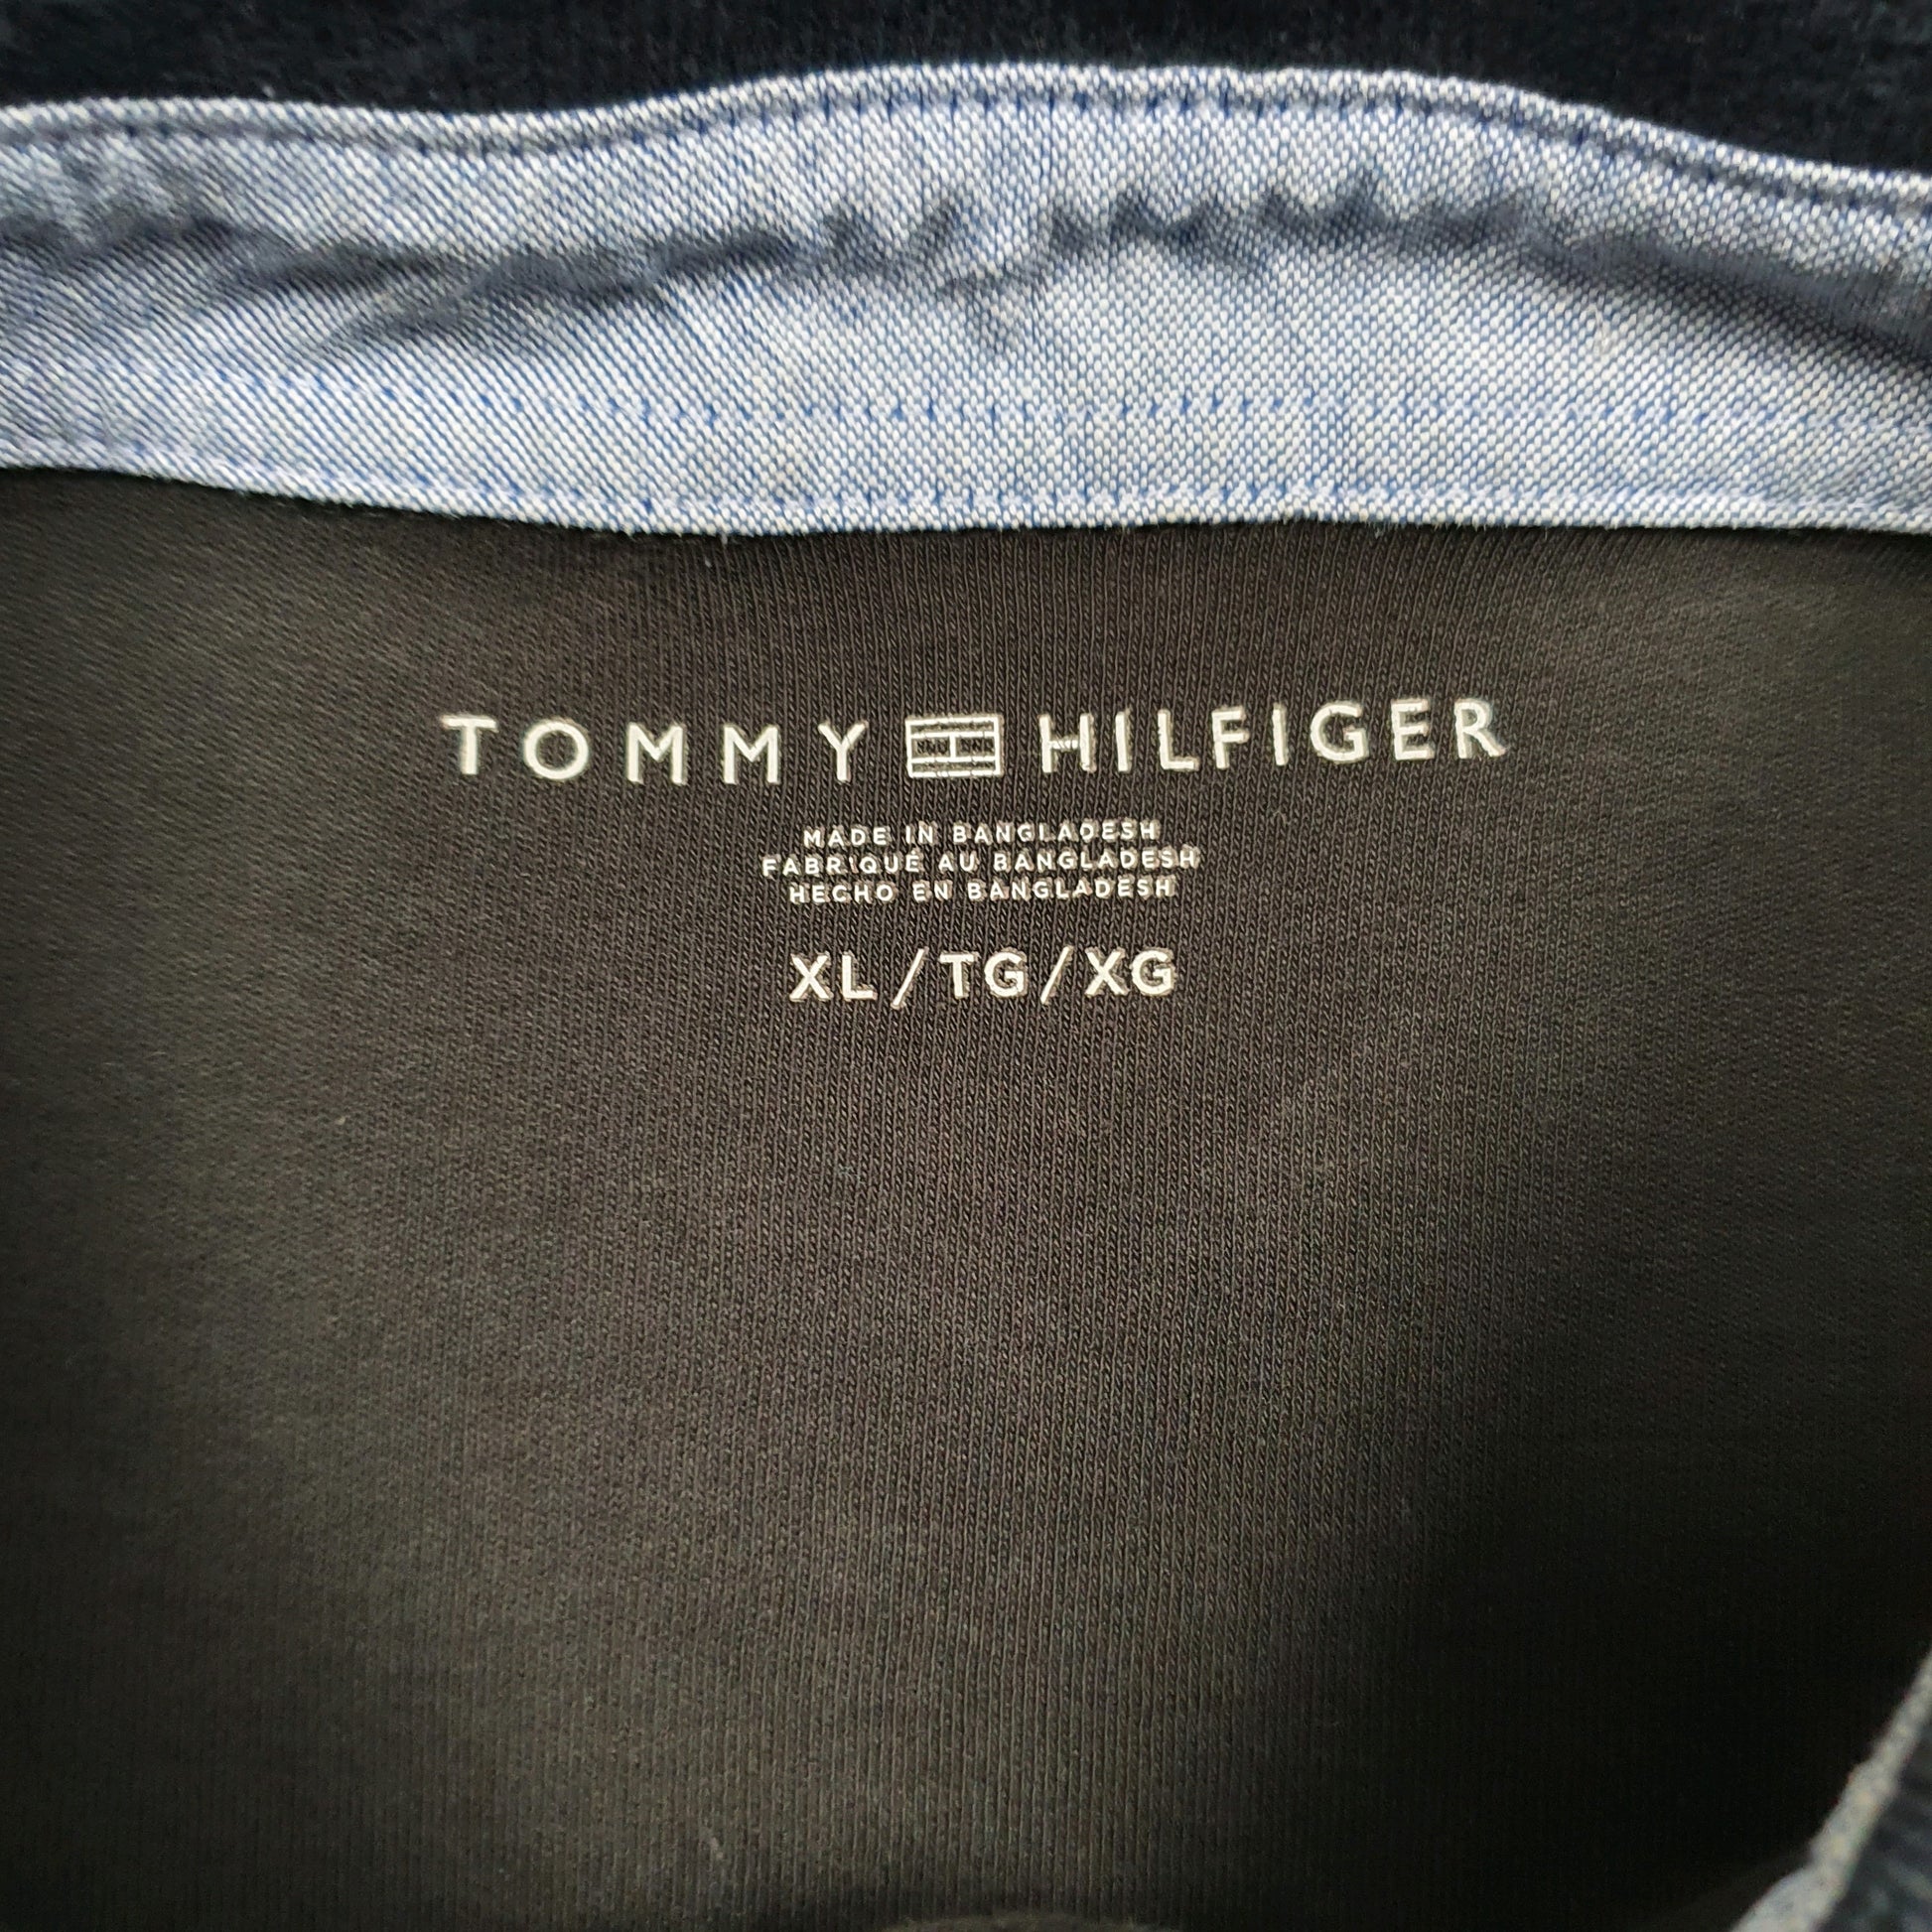 TOMMY HILFIGER
MADE IN BANGLADESH
FABRIQUÉ AU BANGLADESH
HECHO EN BANGLADESH
XL/TG/XG